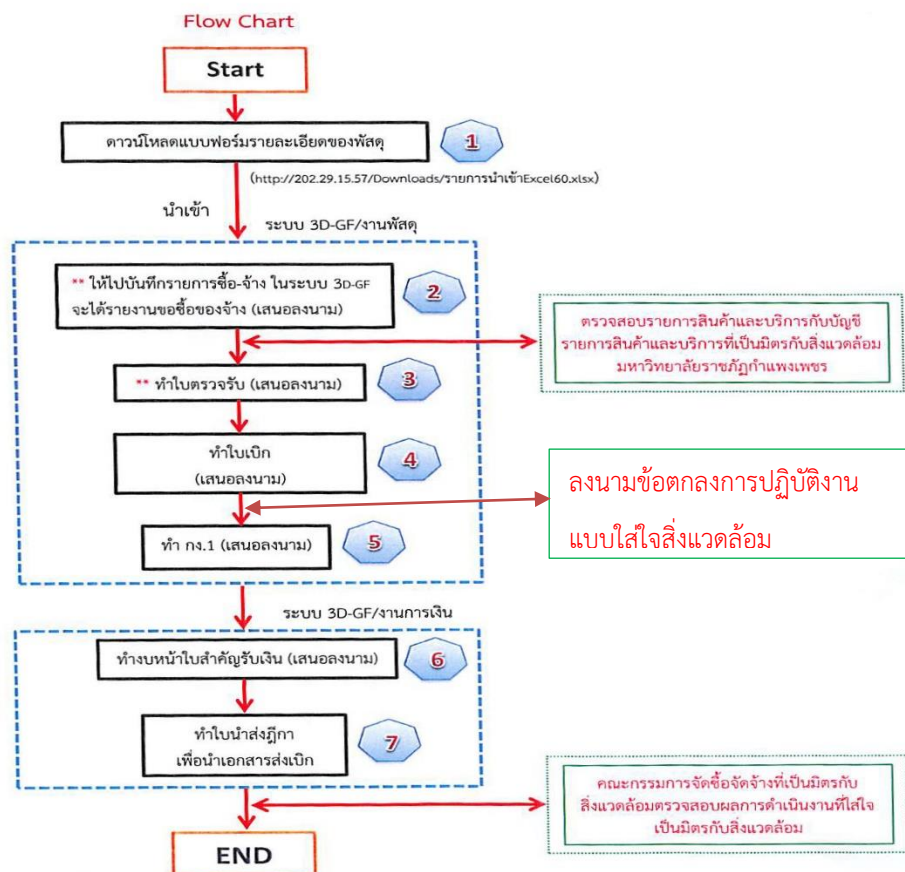 Flow Chart
Start
ดาวน์โหลดแบบฟอร์มรายละเอียดของพัสดุ
1
(http://202.29.15.57/Downloads/รายการนำเข้าExcel60.xlsx)
นำเข้า
ระบบ 3D-GF/งานพัสดุ
** ให้ไปบันทึกรายการซื้อ-จ้าง ในระบบ 3D-GF
จะได้รายงานขอซื้อของจ้าง (เสนอลงนาม)
2
ตรวจสอบรายการสินค้าและบริการกับบัญชี
รายการสินค้าและบริการที่เป็นมิตรกับสิ่งแวดล้อม
มหาวิทยาลัยราชภัฏกำแพงเพชร
** ทำใบตรวจรับ (เสนอลงนาม)
3
ทำใบเบิก
(เสนอลงนาม)
4
ลงนามข้อตกลงการปฏิบัติงาน
แบบใส่ใจสิ่งแวดล้อม
ทำ กง.1 (เสนอลงนาม)
5
ระบบ 3D-GF/งานการเงิน
ทำงบหน้าใบสำคัญรับเงิน (เสนอลงนาม)
6
ทำใบนำส่งฎีกา
เพื่อนำเอกสารส่งเบิก
7
คณะกรรมการจัดซื้อจัดจ้างที่เป็นมิตรกับ
สิ่งแวดล้อมตรวจสอบผลการดำเนินงานที่ใส่ใจ
เป็นมิตรกับสิ่งแวดล้อม
END